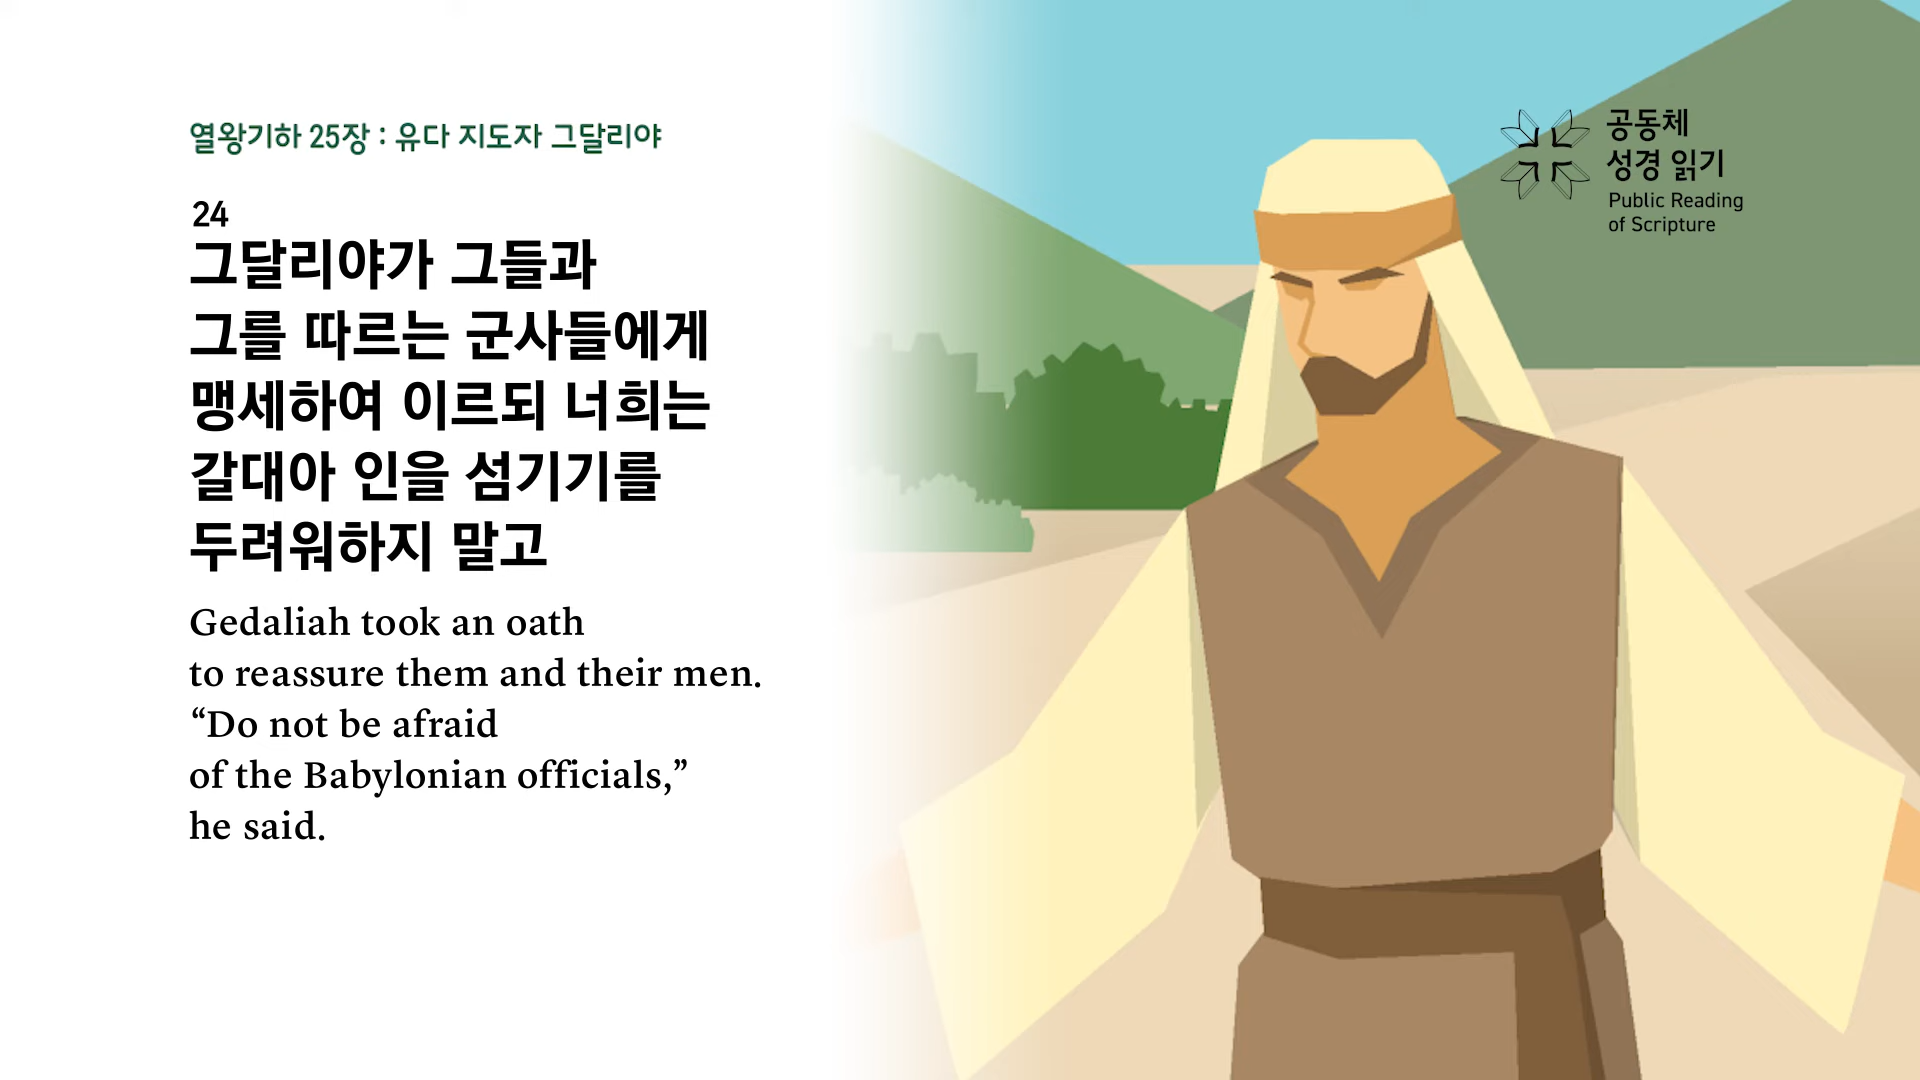 열왕기하 25장 : 유다 지도자 그달리야
24
그달리야가 그들과
그를 따르는 군사들에게
맹세하여 이르되 너희는
갈대아 인을 섬기기를
두려워하지 말고
Gedaliah took an oath
to reassure them and their men.
“Do not be afraid
of the Babylonian officials,”
he said.
공동체
성경 읽기
Public Reading
of Scripture